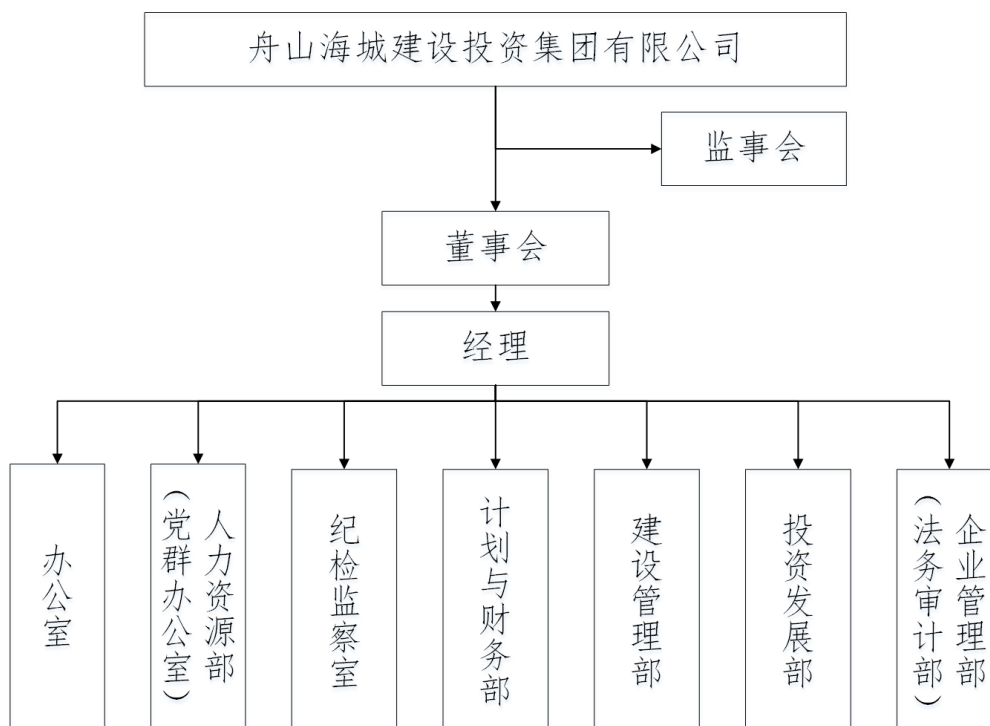 舟山海城建设投资集团有限公司
监事会
董事会
经理
办公室
人力资源部
（党群办公室）
纪检监察室
计划与财务部
建设管理部
投资发展部
企业管理部
（法务审计部）